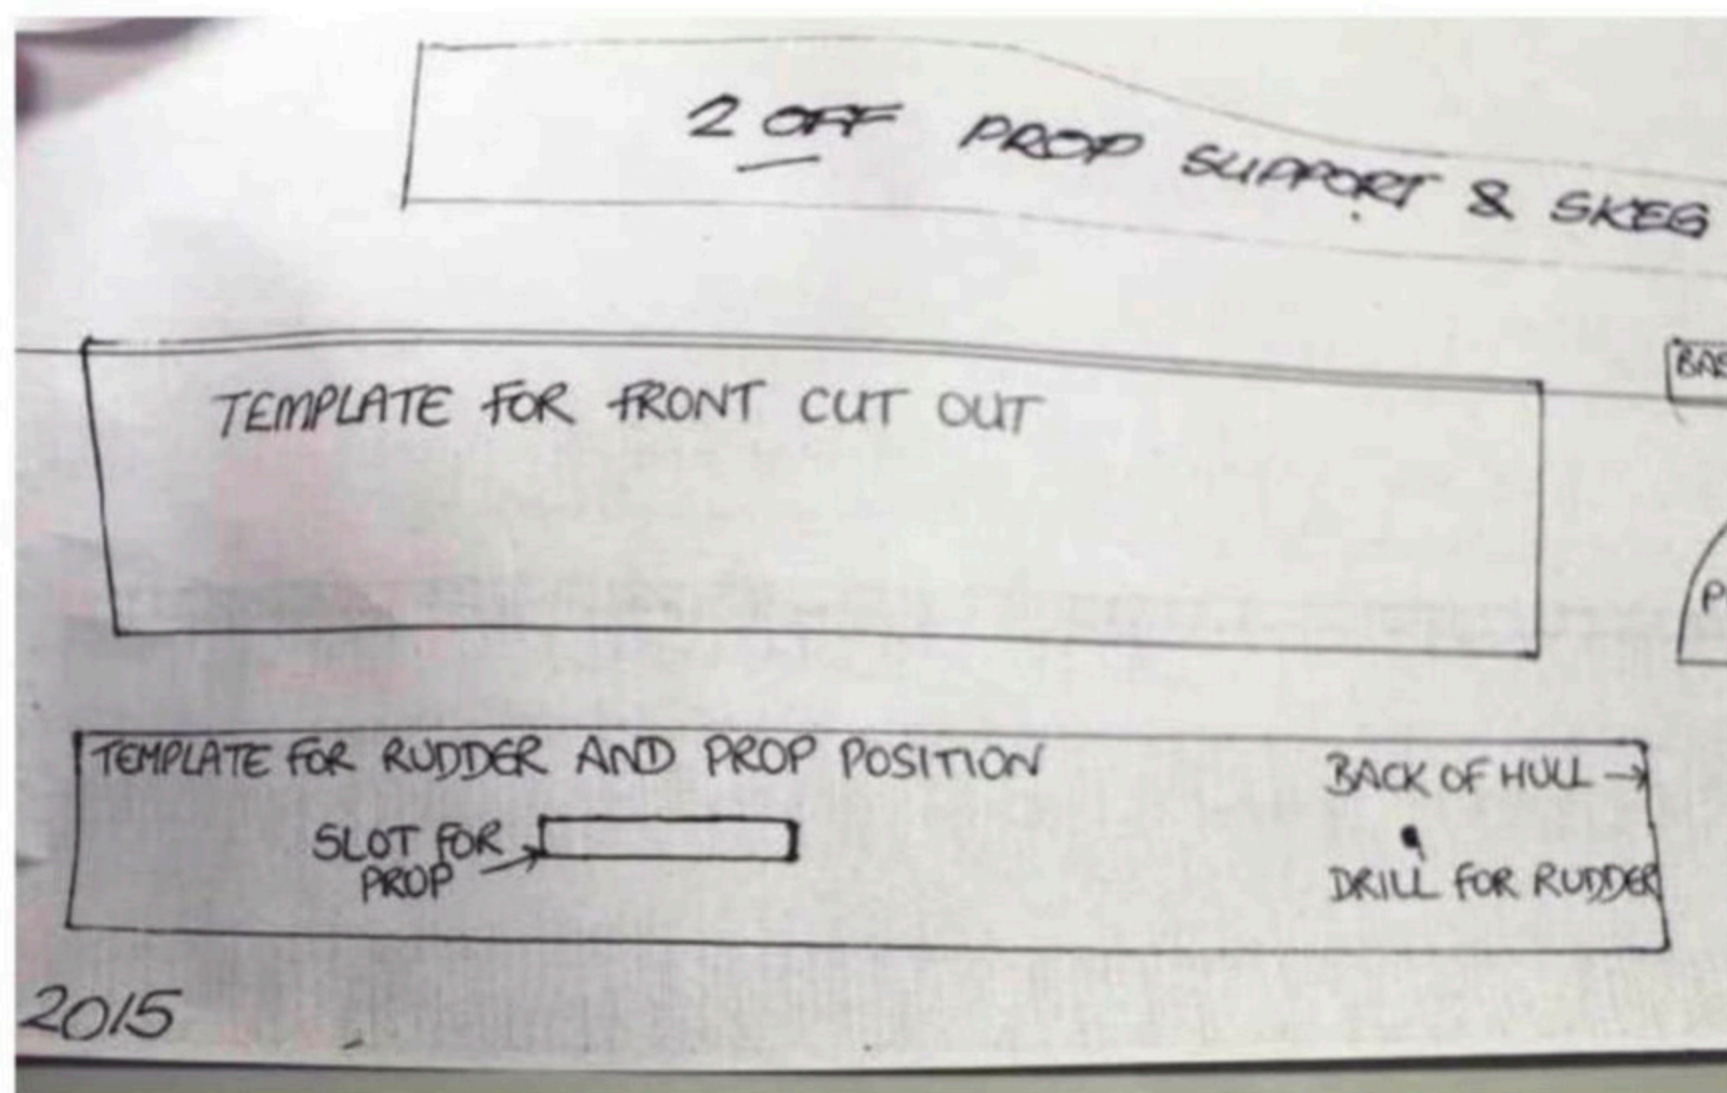 2 OFF PROP SUPPORT & SKEG
TEMPLATE FOR FRONT CUT OUT
TEMPLATE FOR RUDDER AND PROP POSITION
BACK OF HULL →
SLOT FOR
PROP →
DRILL FOR RUDDER
2015